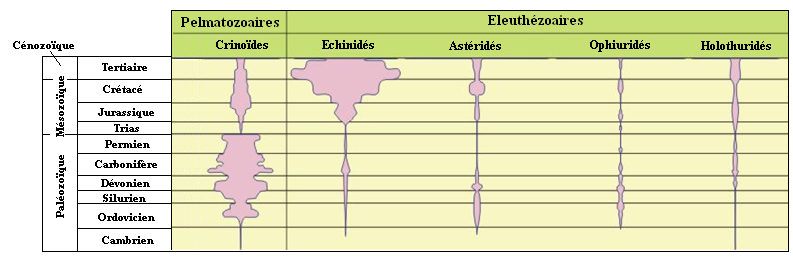 Pelmatozoaires Eleuthézoaires
Cénozoïque Crinoïdes Echinidés Astéridés Ophiuridés Holothuridés
Tertiaire
Mésozoïque
Crétacé
Jurassique
Trias
Paléozoïque
Permien
Carbonifère
Dévonien
Silurien
Ordovicien
Cambrien